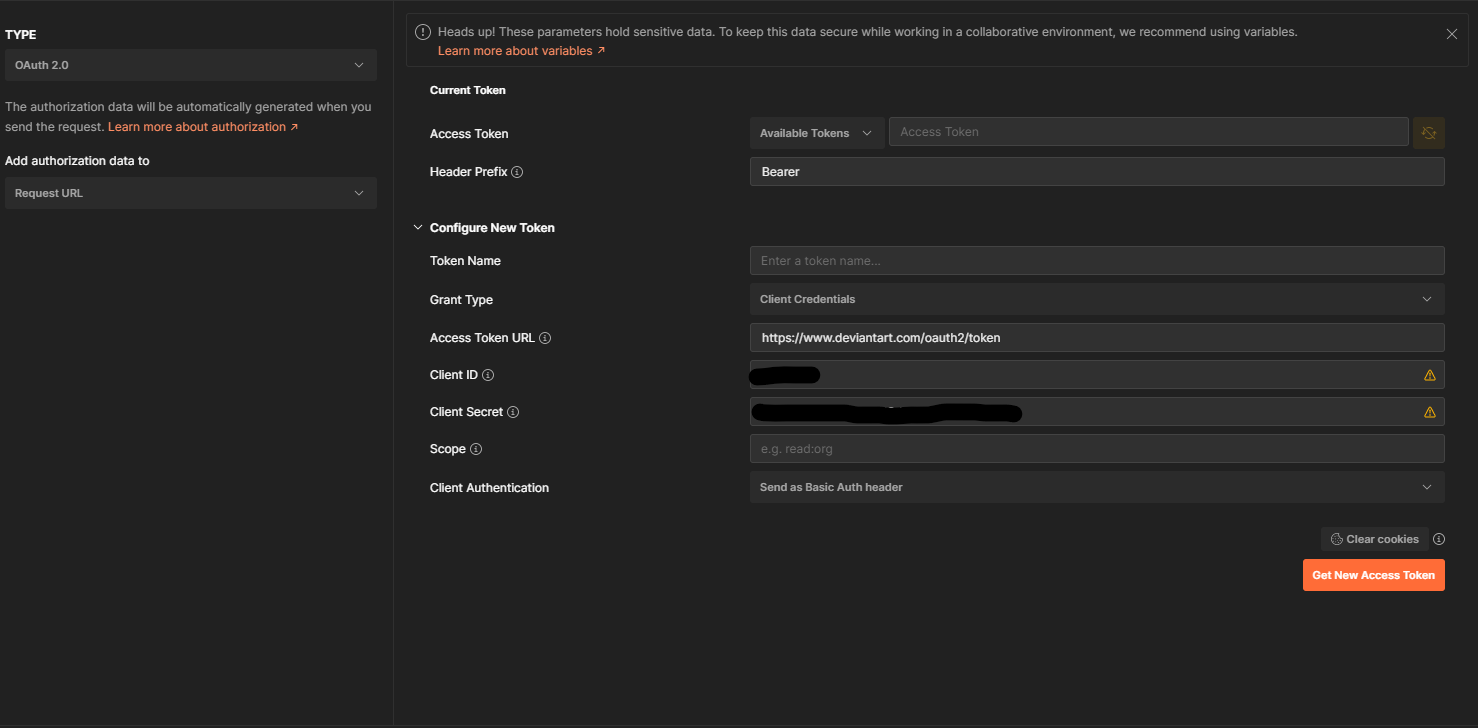 TYPE
OAuth 2.0
The authorization data will be automatically generated when you
send the request. Learn more about authorization ↗
Add authorization data to
Request URL
Heads up! These parameters hold sensitive data. To keep this data secure while working in a collaborative environment, we recommend using variables.
Learn more about variables ↗
Current Token
Access Token
Available Tokens
Access Token
Header Prefix
Bearer
Configure New Token
Token Name
Enter a token name...
Grant Type
Client Credentials
Access Token URL
https://www.deviantart.com/oauth2/token
Client ID
Client Secret
Scope
e.g. read:org
Client Authentication
Send as Basic Auth header
Clear cookies
Get New Access Token